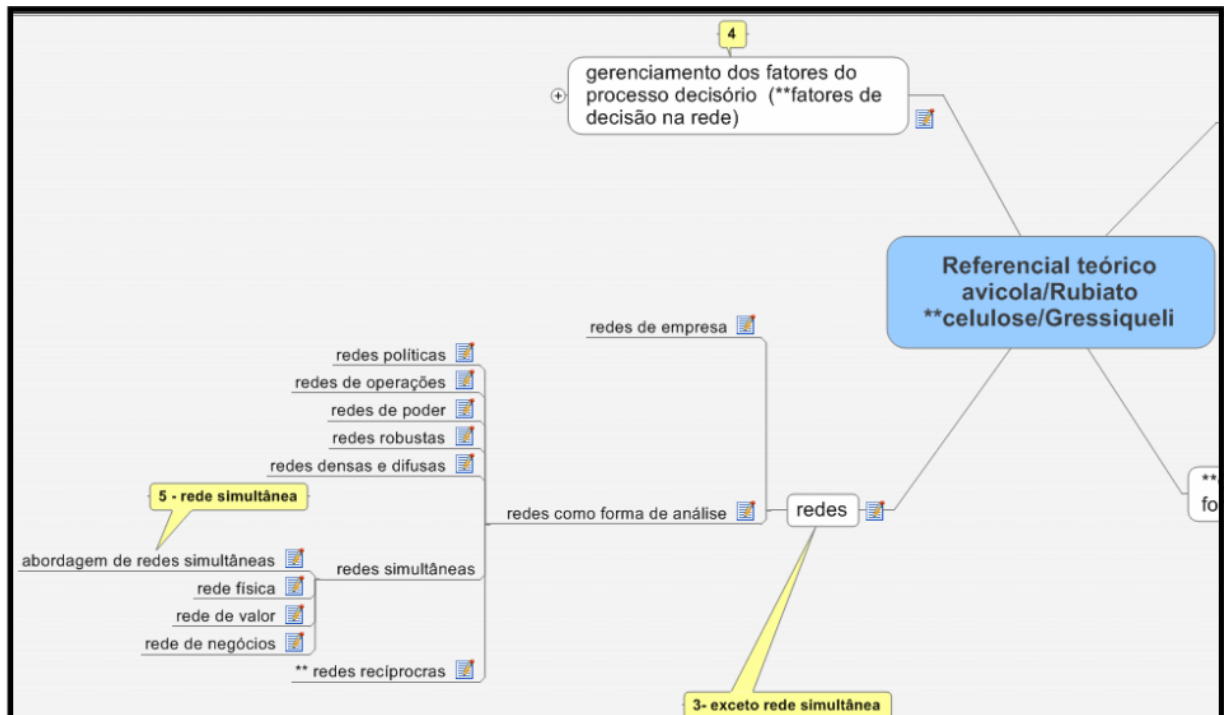 4
gerenciamento dos fatores do
processo decisório (**fatores de
decisão na rede)
Referencial teórico
avicola/Rubiato
**celulose/Gressiqueli
redes de empresa
redes políticas
redes de operações
redes de poder
redes robustas
redes densas e difusas
5 - rede simultânea
redes como forma de análise
redes
abordagem de redes simultâneas
redes simultâneas
rede física
rede de valor
rede de negócios
** redes recíprocras
3- exceto rede simultânea